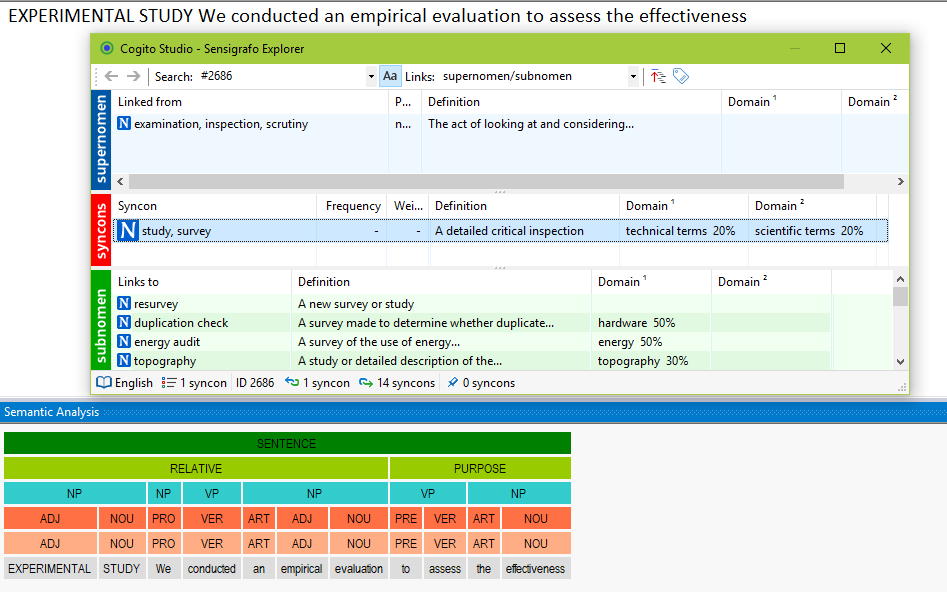 EXPERIMENTAL STUDY We conducted an empirical evaluation to assess the effectiveness
Cogito Studio - Sensigrafo Explorer
Search: #2686 Aa Links: supernomen/subnomen
supernomen
Linked from P... Definition Domain 1 Domain 2
N examination, inspection, scrutiny n... The act of looking at and considering...
syncons
Syncon Frequency Wei... Definition Domain 1 Domain 2
N study, survey - - A detailed critical inspection technical terms 20% scientific terms 20%
subnomen
Links to Definition Domain 1 Domain 2
N resurvey A new survey or study
N duplication check A survey made to determine whether duplicate... hardware 50%
N energy audit A survey of the use of energy... energy 50%
N topography A study or detailed description of the... topography 30%
English 1 syncon ID 2686 1 syncon 14 syncons 0 syncons
Semantic Analysis
SENTENCE
RELATIVE PURPOSE
NP NP VP NP VP NP
ADJ NOU PRO VER ART ADJ NOU PRE VER ART NOU
ADJ NOU PRO VER ART ADJ NOU PRE VER ART NOU
EXPERIMENTAL STUDY We conducted an empirical evaluation to assess the effectiveness